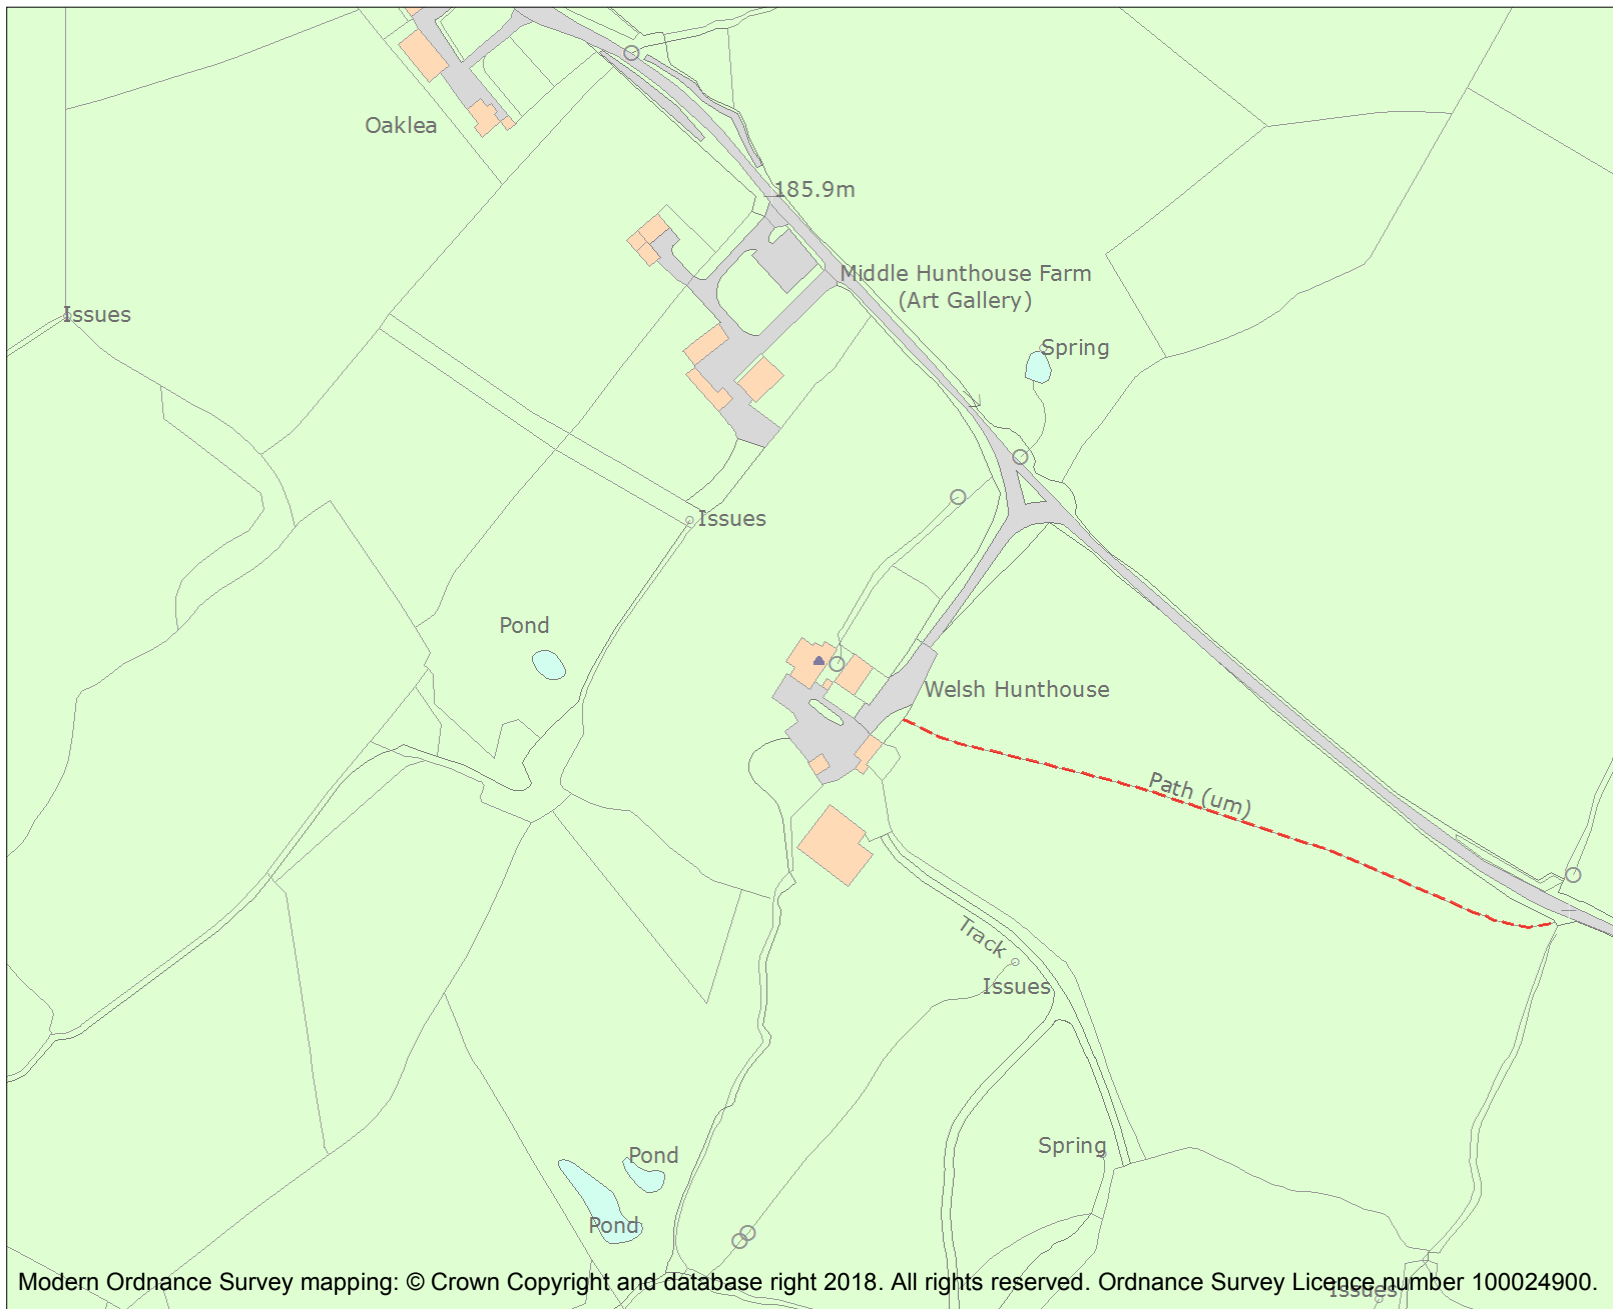 Oaklea
185.9m
Middle Hunthouse Farm
(Art Gallery)
Issues
Spring
Issues
Pond
Welsh Hunthouse
Path (um)
Track
Issues
Spring
Pond
Pond
Issues
Modern Ordnance Survey mapping: © Crown Copyright and database right 2018. All rights reserved. Ordnance Survey Licence number 100024900.